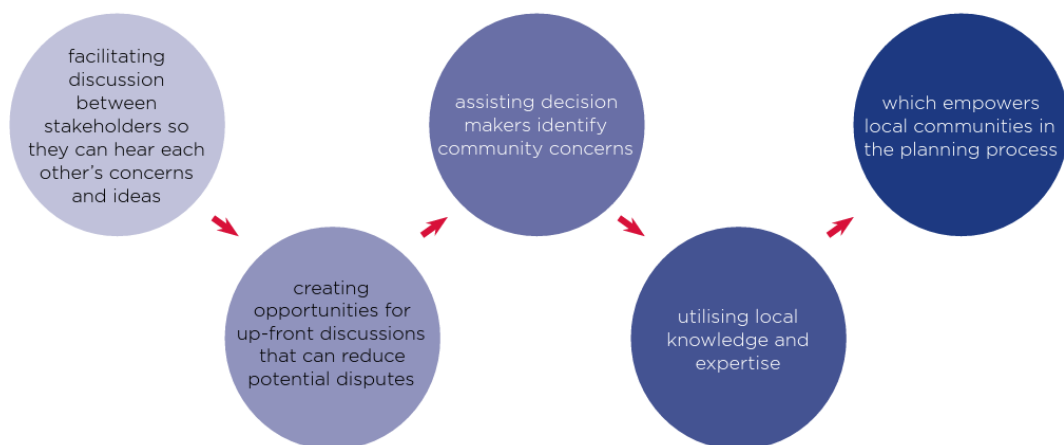 facilitating
discussion
between
stakeholders so
they can hear each
other’s concerns
and ideas
creating
opportunities for
up-front discussions
that can reduce
potential disputes
assisting decision
makers identify
community concerns
utilising local
knowledge and
expertise
which empowers
local communities in
the planning process